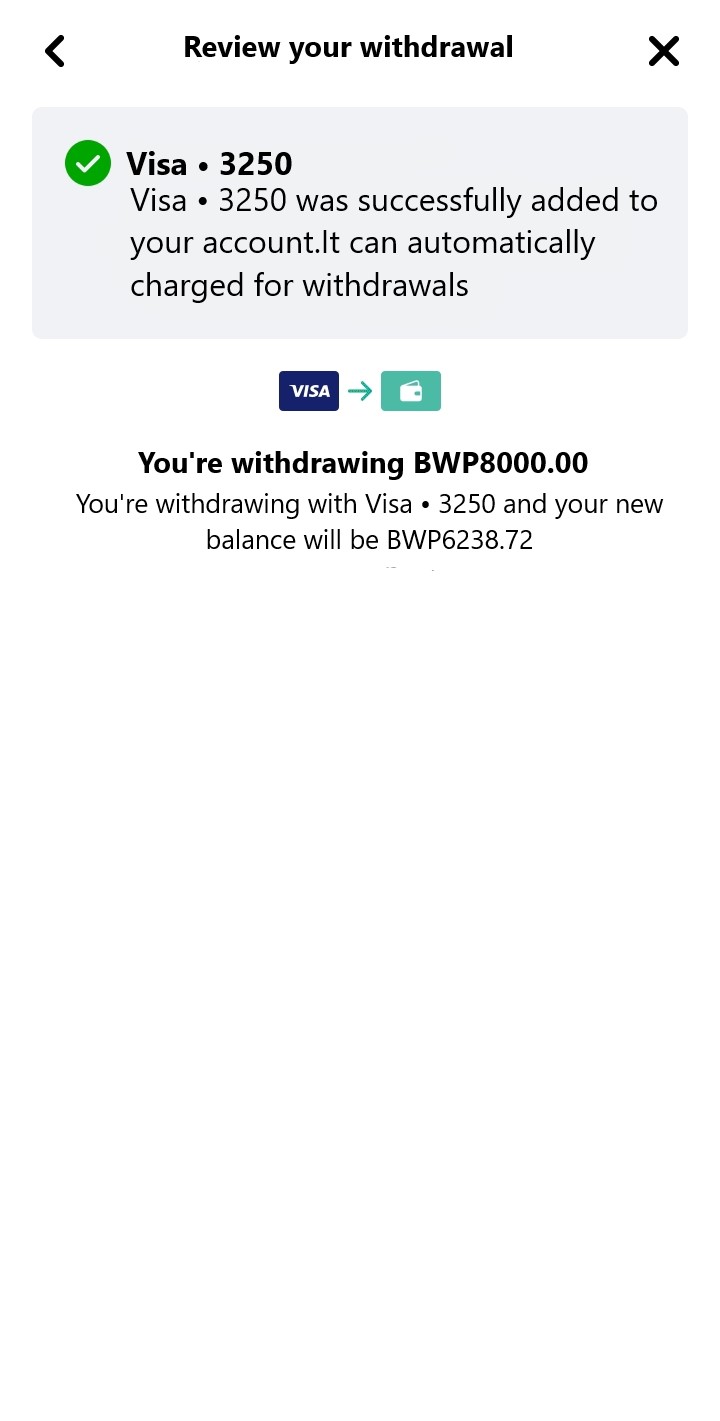 Review your withdrawal
Visa • 3250
Visa • 3250 was successfully added to
your account.It can automatically
charged for withdrawals
VISA
You're withdrawing BWP8000.00
You're withdrawing with Visa • 3250 and your new
balance will be BWP6238.72